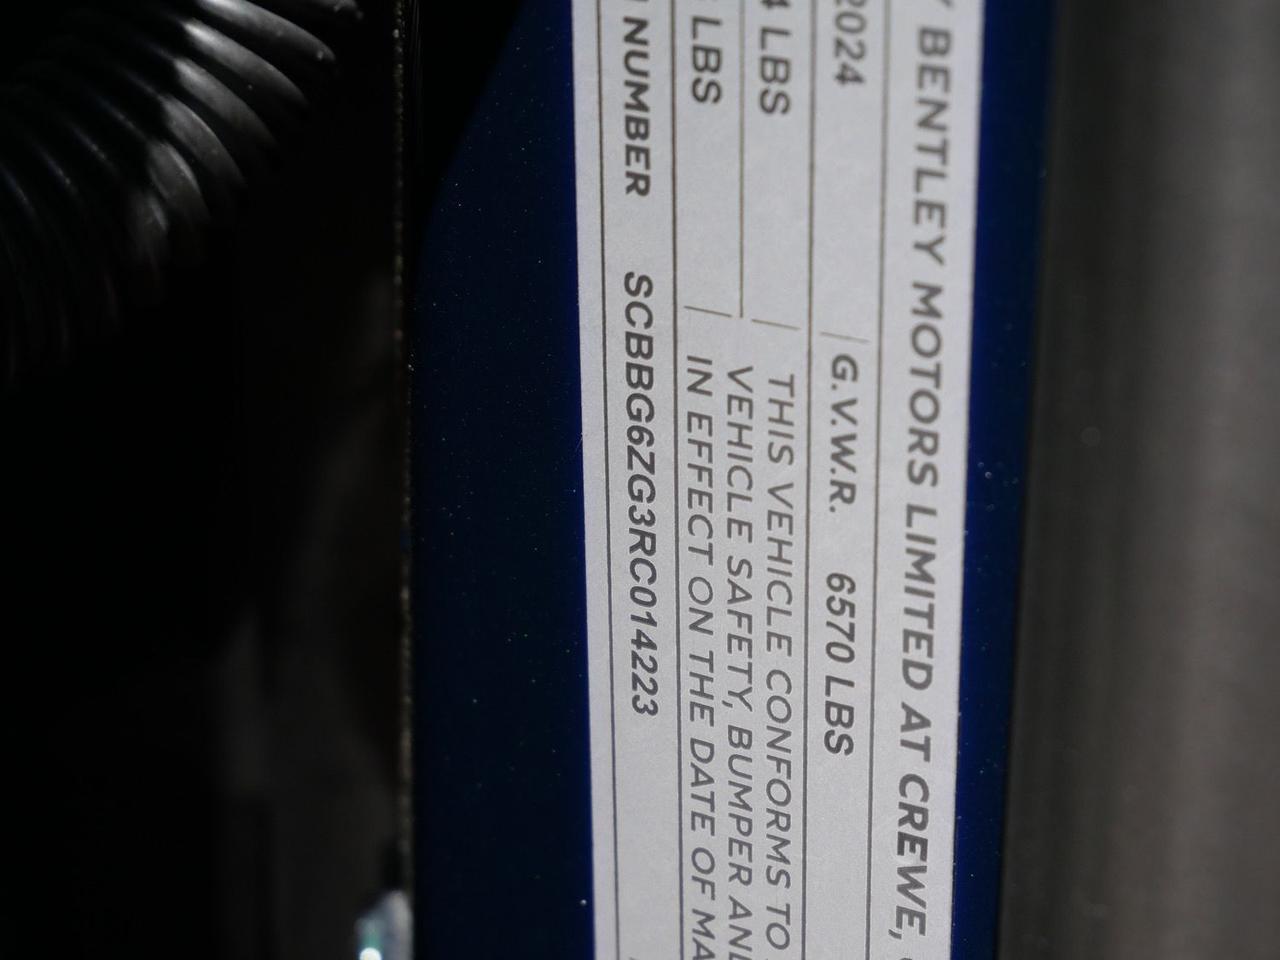 Y BENTLEY MOTORS LIMITED AT CREWE,
2024 G.V.W.R. 6570 LBS
4 LBS THIS VEHICLE CONFORMS TO
VEHICLE SAFETY, BUMPER AND
LBS IN EFFECT ON THE DATE OF MA
NUMBER SCBBG6ZG3RC014223